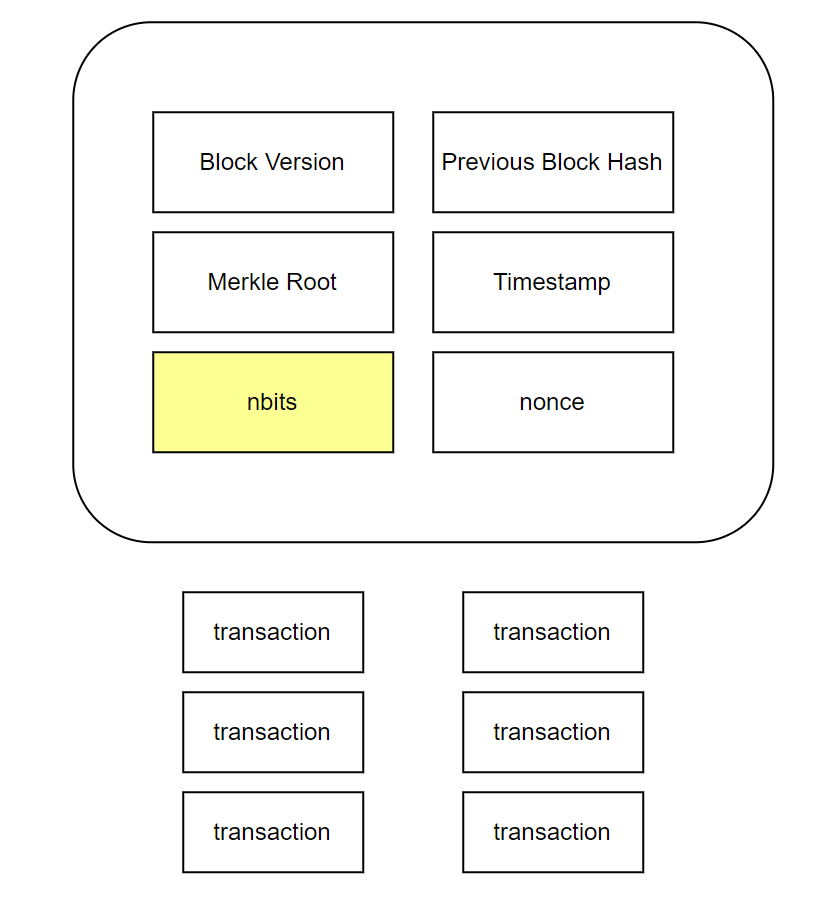 Block Version
Previous Block Hash
Merkle Root
Timestamp
nbits
nonce
transaction
transaction
transaction
transaction
transaction
transaction